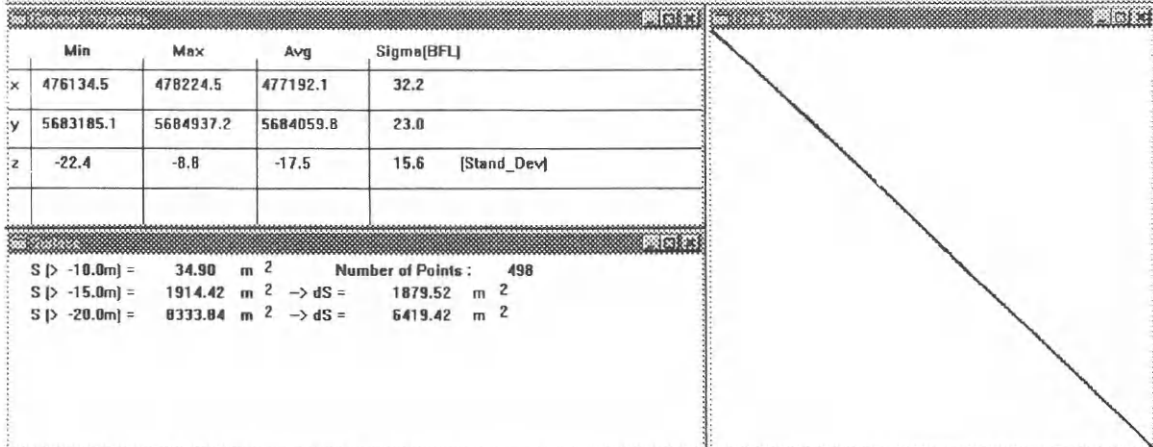 Min Max Avg Sigma(BFL)
x 476134.5 478224.5 477192.1 32.2
y 5683185.1 5684937.2 5684059.8 23.0
z -22.4 -8.8 -17.5 15.6 (Stand_Dev)
S (> -10.0m) = 34.90 m 2 Number of Points : 498
S (> -15.0m) = 1914.42 m 2 -> dS = 1879.52 m 2
S (> -20.0m) = 8333.84 m 2 -> dS = 6419.42 m 2